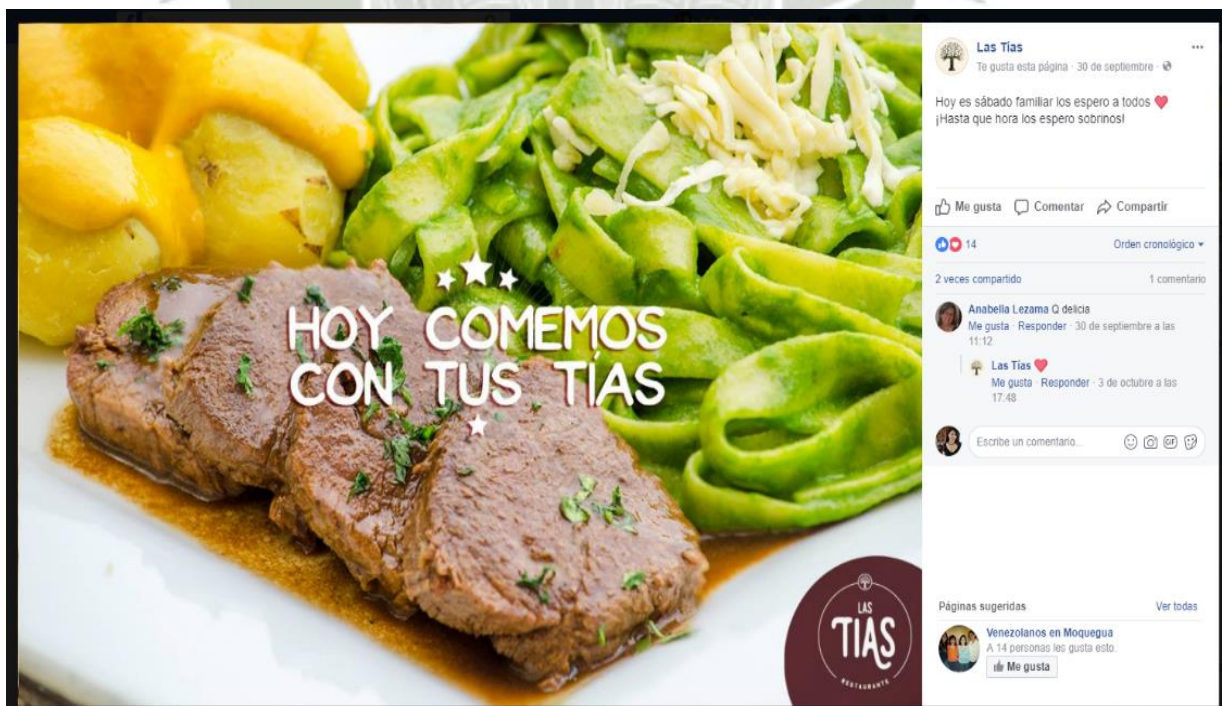 HOY COMEMOS
CON TUS TÍAS
LAS
TÍAS
RESTAURANTE
Las Tías
Te gusta esta página · 30 de septiembre ·
Hoy es sábado familiar los espero a todos ❤
¡Hasta que hora los espero sobrinos!
Me gusta Comentar Compartir
14 Orden cronológico
2 veces compartido 1 comentario
Anabella Lezama Q delicia
Me gusta · Responder · 30 de septiembre a las
11:12
Las Tías ❤
Me gusta · Responder · 3 de octubre a las
17:48
Escribe un comentario... GIF
Páginas sugeridas Ver todas
Venezolanos en Moquegua
A 14 personas les gusta esto.
Me gusta